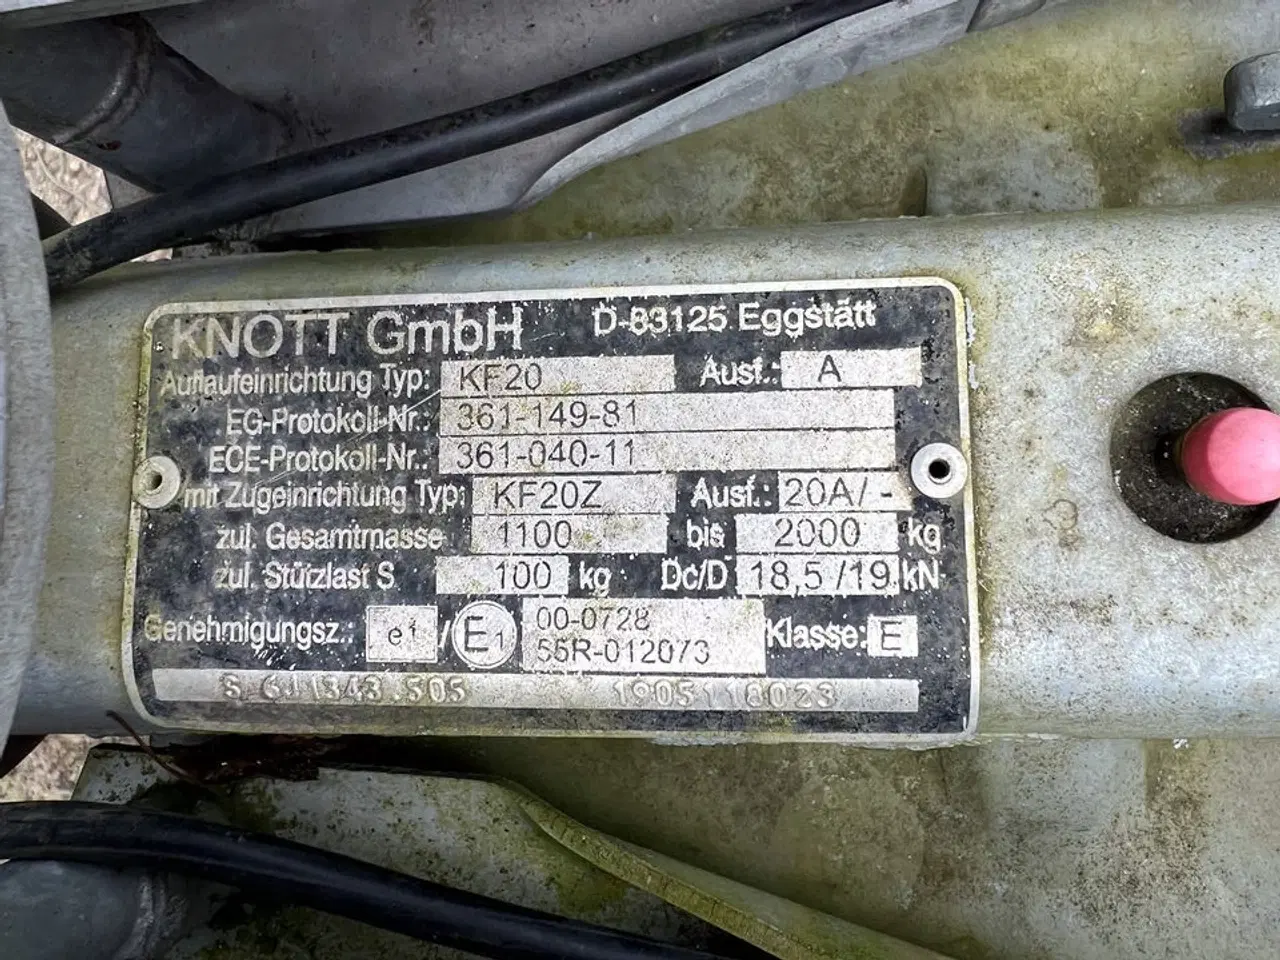 KNOTT GmbH D-83125 Eggstätt
Auflaufeinrichtung Typ: KF20 Ausf.: A
EG-Protokoll-Nr.: 361-149-81
ECE-Protokoll-Nr.: 361-040-11
mit Zugeinrichtung Typ: KF20Z Ausf.: 20A/-
zul. Gesamtmasse 1100 bis 2000 kg
zul. Stützlast S 100 kg Dc/D 18,5/19 kN
Genehmigungsz.: e1 / E1 00-0728 Klasse: E
55R-012073
1905118023